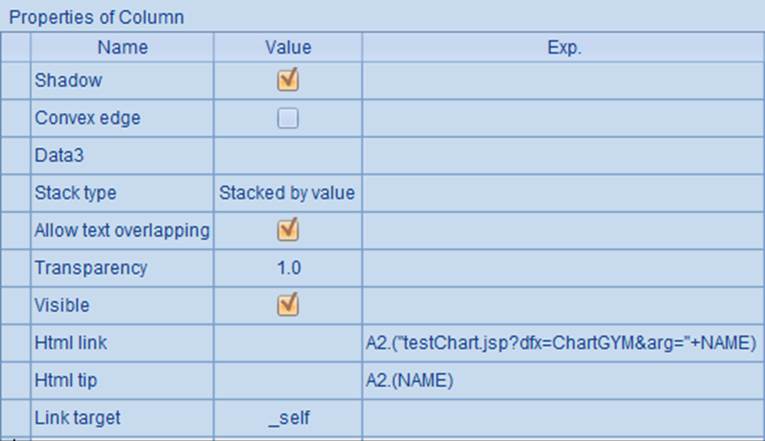 Properties of Column
Name Value Exp.
Shadow
Convex edge
Data3
Stack type Stacked by value
Allow text overlapping
Transparency 1.0
Visible
Html link A2.("testChart.jsp?dfx=ChartGYM&arg="+NAME)
Html tip A2.(NAME)
Link target _self